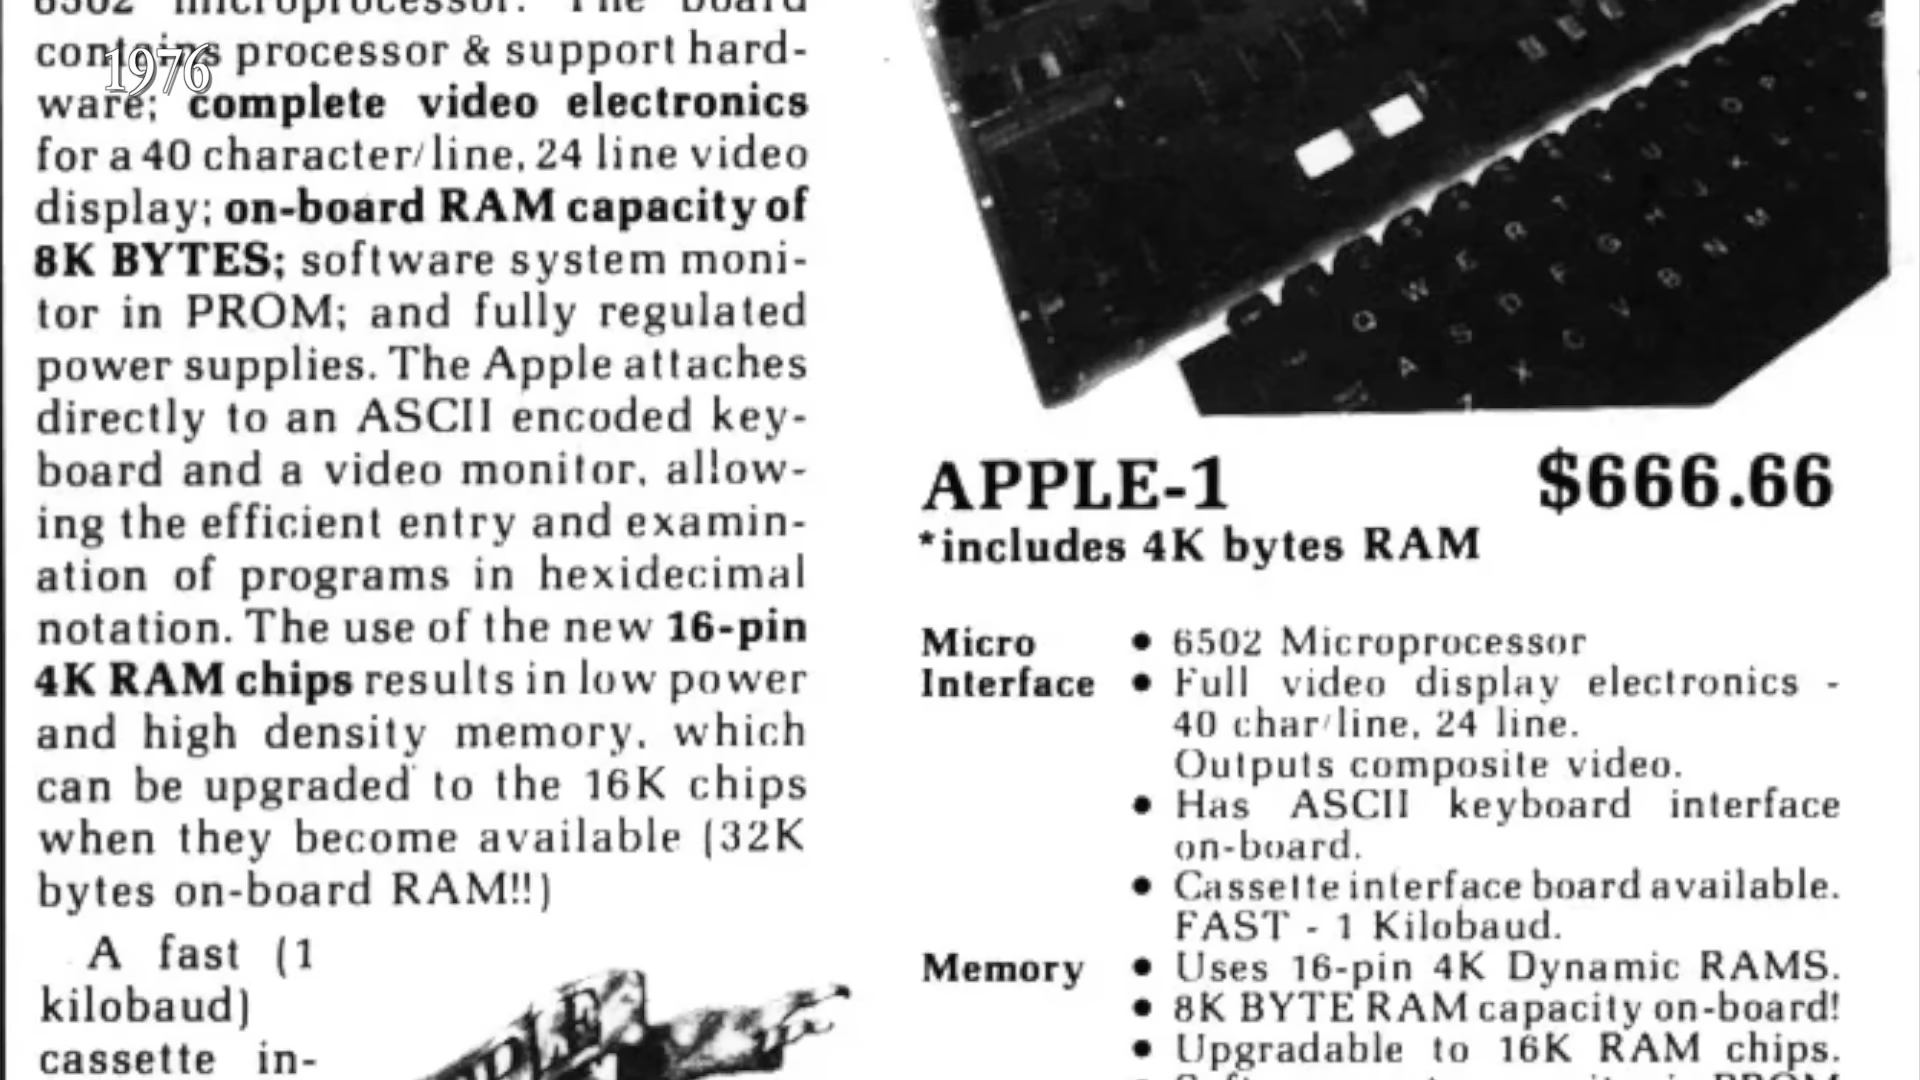 6502 microprocessor. The board
contains processor & support hard-
ware; complete video electronics
for a 40 character/line, 24 line video
display; on-board RAM capacity of
8K BYTES; software system moni-
tor in PROM; and fully regulated
power supplies. The Apple attaches
directly to an ASCII encoded key-
board and a video monitor, allow-
ing the efficient entry and examin-
ation of programs in hexidecimal
notation. The use of the new 16-pin
4K RAM chips results in low power
and high density memory, which
can be upgraded to the 16K chips
when they become available (32K
bytes on-board RAM!!)
A fast (1
kilobaud)
cassette in-
1976
APPLE-1 $666.66
*includes 4K bytes RAM
Micro • 6502 Microprocessor
Interface • Full video display electronics -
40 char/line, 24 line.
Outputs composite video.
• Has ASCII keyboard interface
on-board.
• Cassette interface board available.
FAST - 1 Kilobaud.
Memory • Uses 16-pin 4K Dynamic RAMS.
• 8K BYTE RAM capacity on-board!
• Upgradable to 16K RAM chips.